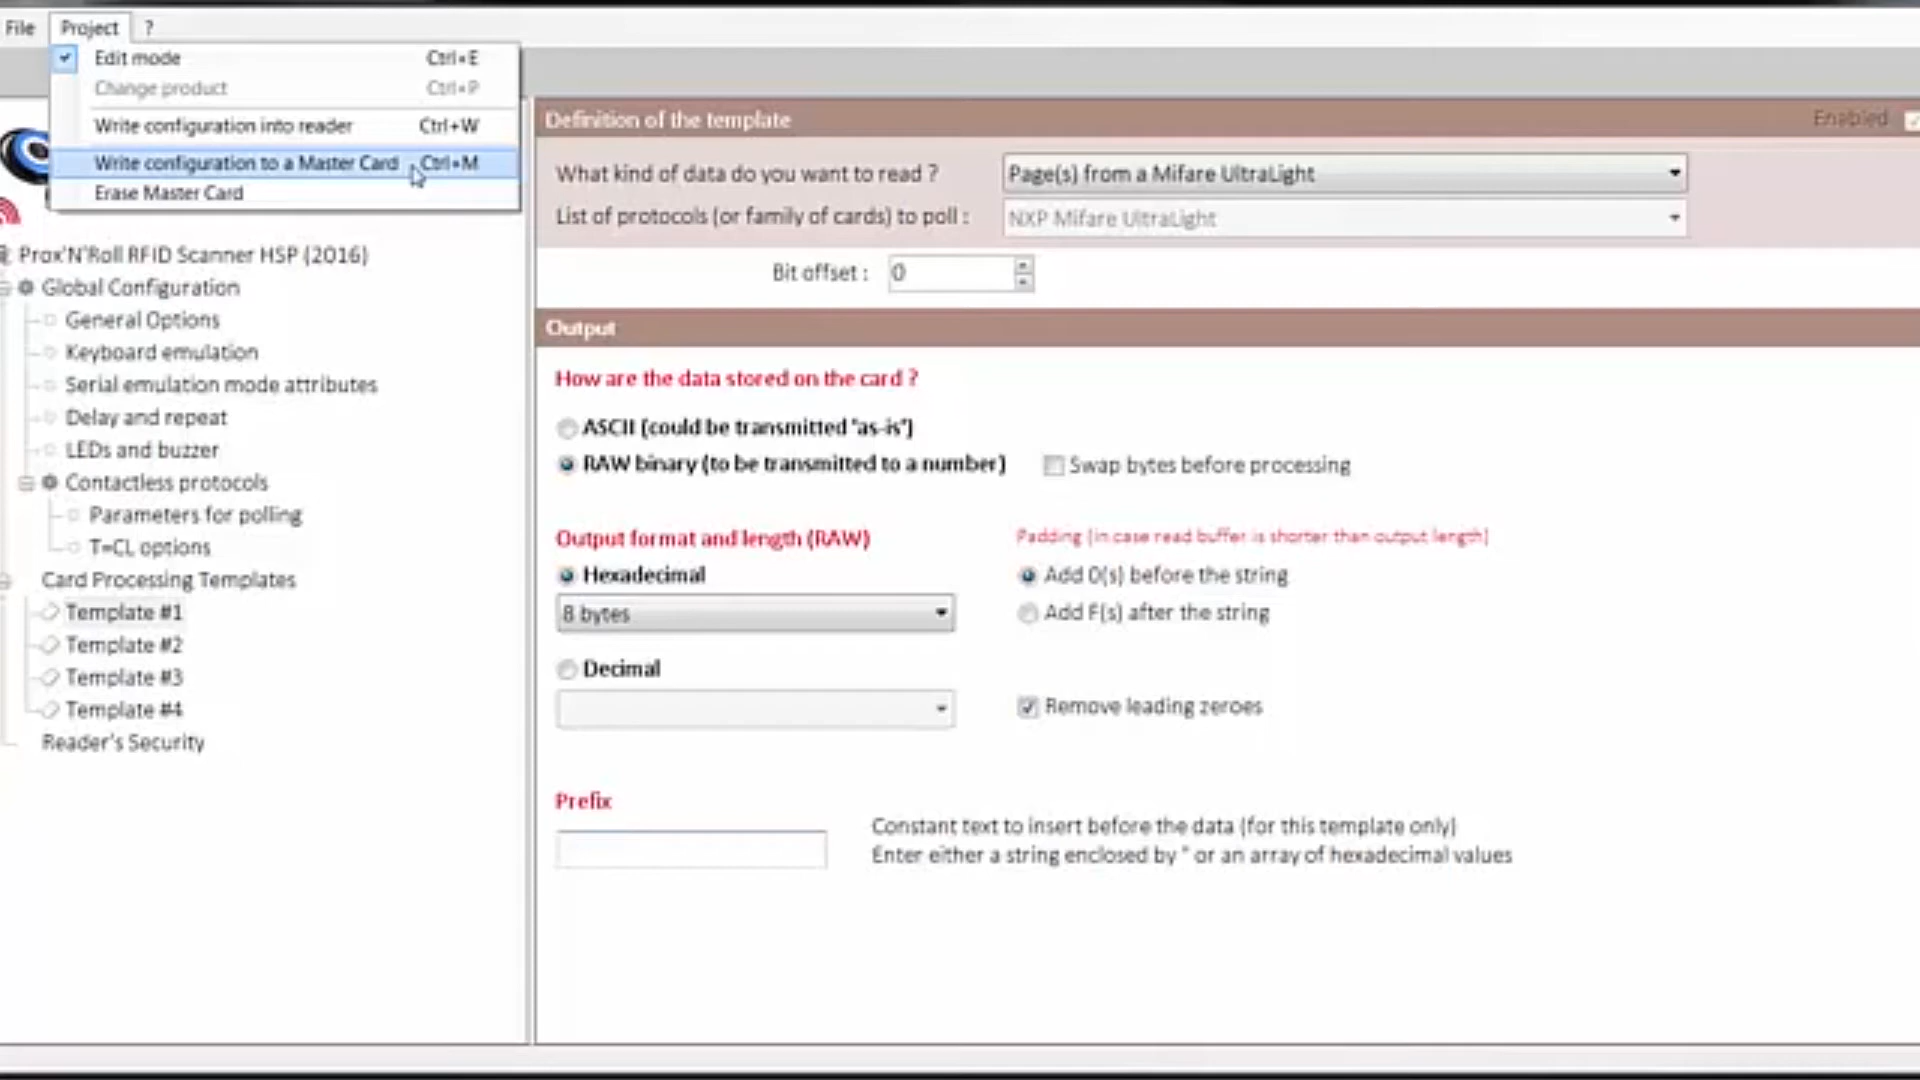 File Project ?
Edit mode Ctrl+E
Change product Ctrl+P
Write configuration into reader Ctrl+W
Write configuration to a Master Card Ctrl+M
Erase Master Card
Prox'N'Roll RFID Scanner HSP (2016)
Global Configuration
General Options
Keyboard emulation
Serial emulation mode attributes
Delay and repeat
LEDs and buzzer
Contactless protocols
Parameters for polling
T=CL options
Card Processing Templates
Template #1
Template #2
Template #3
Template #4
Reader's Security
Definition of the template Enabled
What kind of data do you want to read ? Page(s) from a Mifare UltraLight
List of protocols (or family of cards) to poll : NXP Mifare UltraLight
Bit offset : 0
Output
How are the data stored on the card ?
ASCII (could be transmitted "as-is")
RAW binary (to be transmitted to a number) Swap bytes before processing
Output format and length (RAW) Padding (in case read buffer is shorter than output length)
Hexadecimal Add 0(s) before the string
8 bytes Add F(s) after the string
Decimal
Remove leading zeroes
Prefix
Constant text to insert before the data (for this template only)
Enter either a string enclosed by " or an array of hexadecimal values